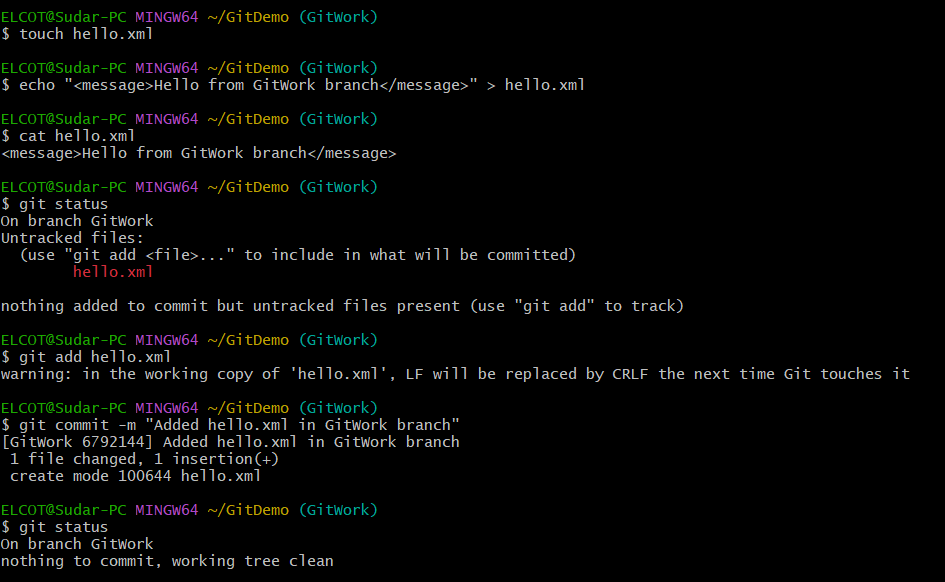 ELCOT@Sudar-PC MINGW64 ~/GitDemo (GitWork)
$ touch hello.xml
ELCOT@Sudar-PC MINGW64 ~/GitDemo (GitWork)
$ echo "<message>Hello from GitWork branch</message>" > hello.xml
ELCOT@Sudar-PC MINGW64 ~/GitDemo (GitWork)
$ cat hello.xml
<message>Hello from GitWork branch</message>
ELCOT@Sudar-PC MINGW64 ~/GitDemo (GitWork)
$ git status
On branch GitWork
Untracked files:
  (use "git add <file>..." to include in what will be committed)
        hello.xml
nothing added to commit but untracked files present (use "git add" to track)
ELCOT@Sudar-PC MINGW64 ~/GitDemo (GitWork)
$ git add hello.xml
warning: in the working copy of 'hello.xml', LF will be replaced by CRLF the next time Git touches it
ELCOT@Sudar-PC MINGW64 ~/GitDemo (GitWork)
$ git commit -m "Added hello.xml in GitWork branch"
[GitWork 6792144] Added hello.xml in GitWork branch
 1 file changed, 1 insertion(+)
 create mode 100644 hello.xml
ELCOT@Sudar-PC MINGW64 ~/GitDemo (GitWork)
$ git status
On branch GitWork
nothing to commit, working tree clean